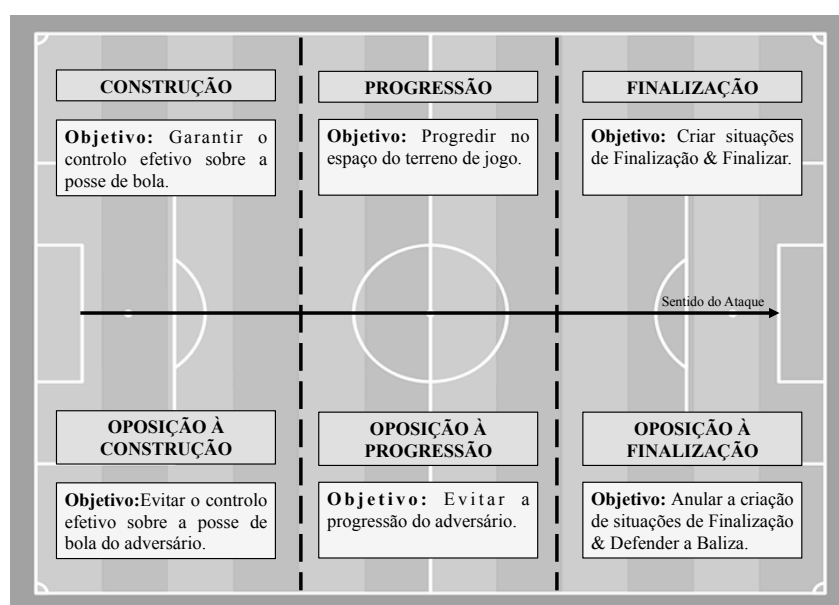 CONSTRUÇÃO
Objetivo: Garantir o
controlo efetivo sobre a
posse de bola.
PROGRESSÃO
Objetivo: Progredir no
espaço do terreno de jogo.
FINALIZAÇÃO
Objetivo: Criar situações
de Finalização & Finalizar.
Sentido do Ataque
OPOSIÇÃO À
CONSTRUÇÃO
Objetivo:Evitar o controlo
efetivo sobre a posse de
bola do adversário.
OPOSIÇÃO À
PROGRESSÃO
Objetivo: Evitar a
progressão do adversário.
OPOSIÇÃO À
FINALIZAÇÃO
Objetivo: Anular a criação
de situações de Finalização
& Defender a Baliza.